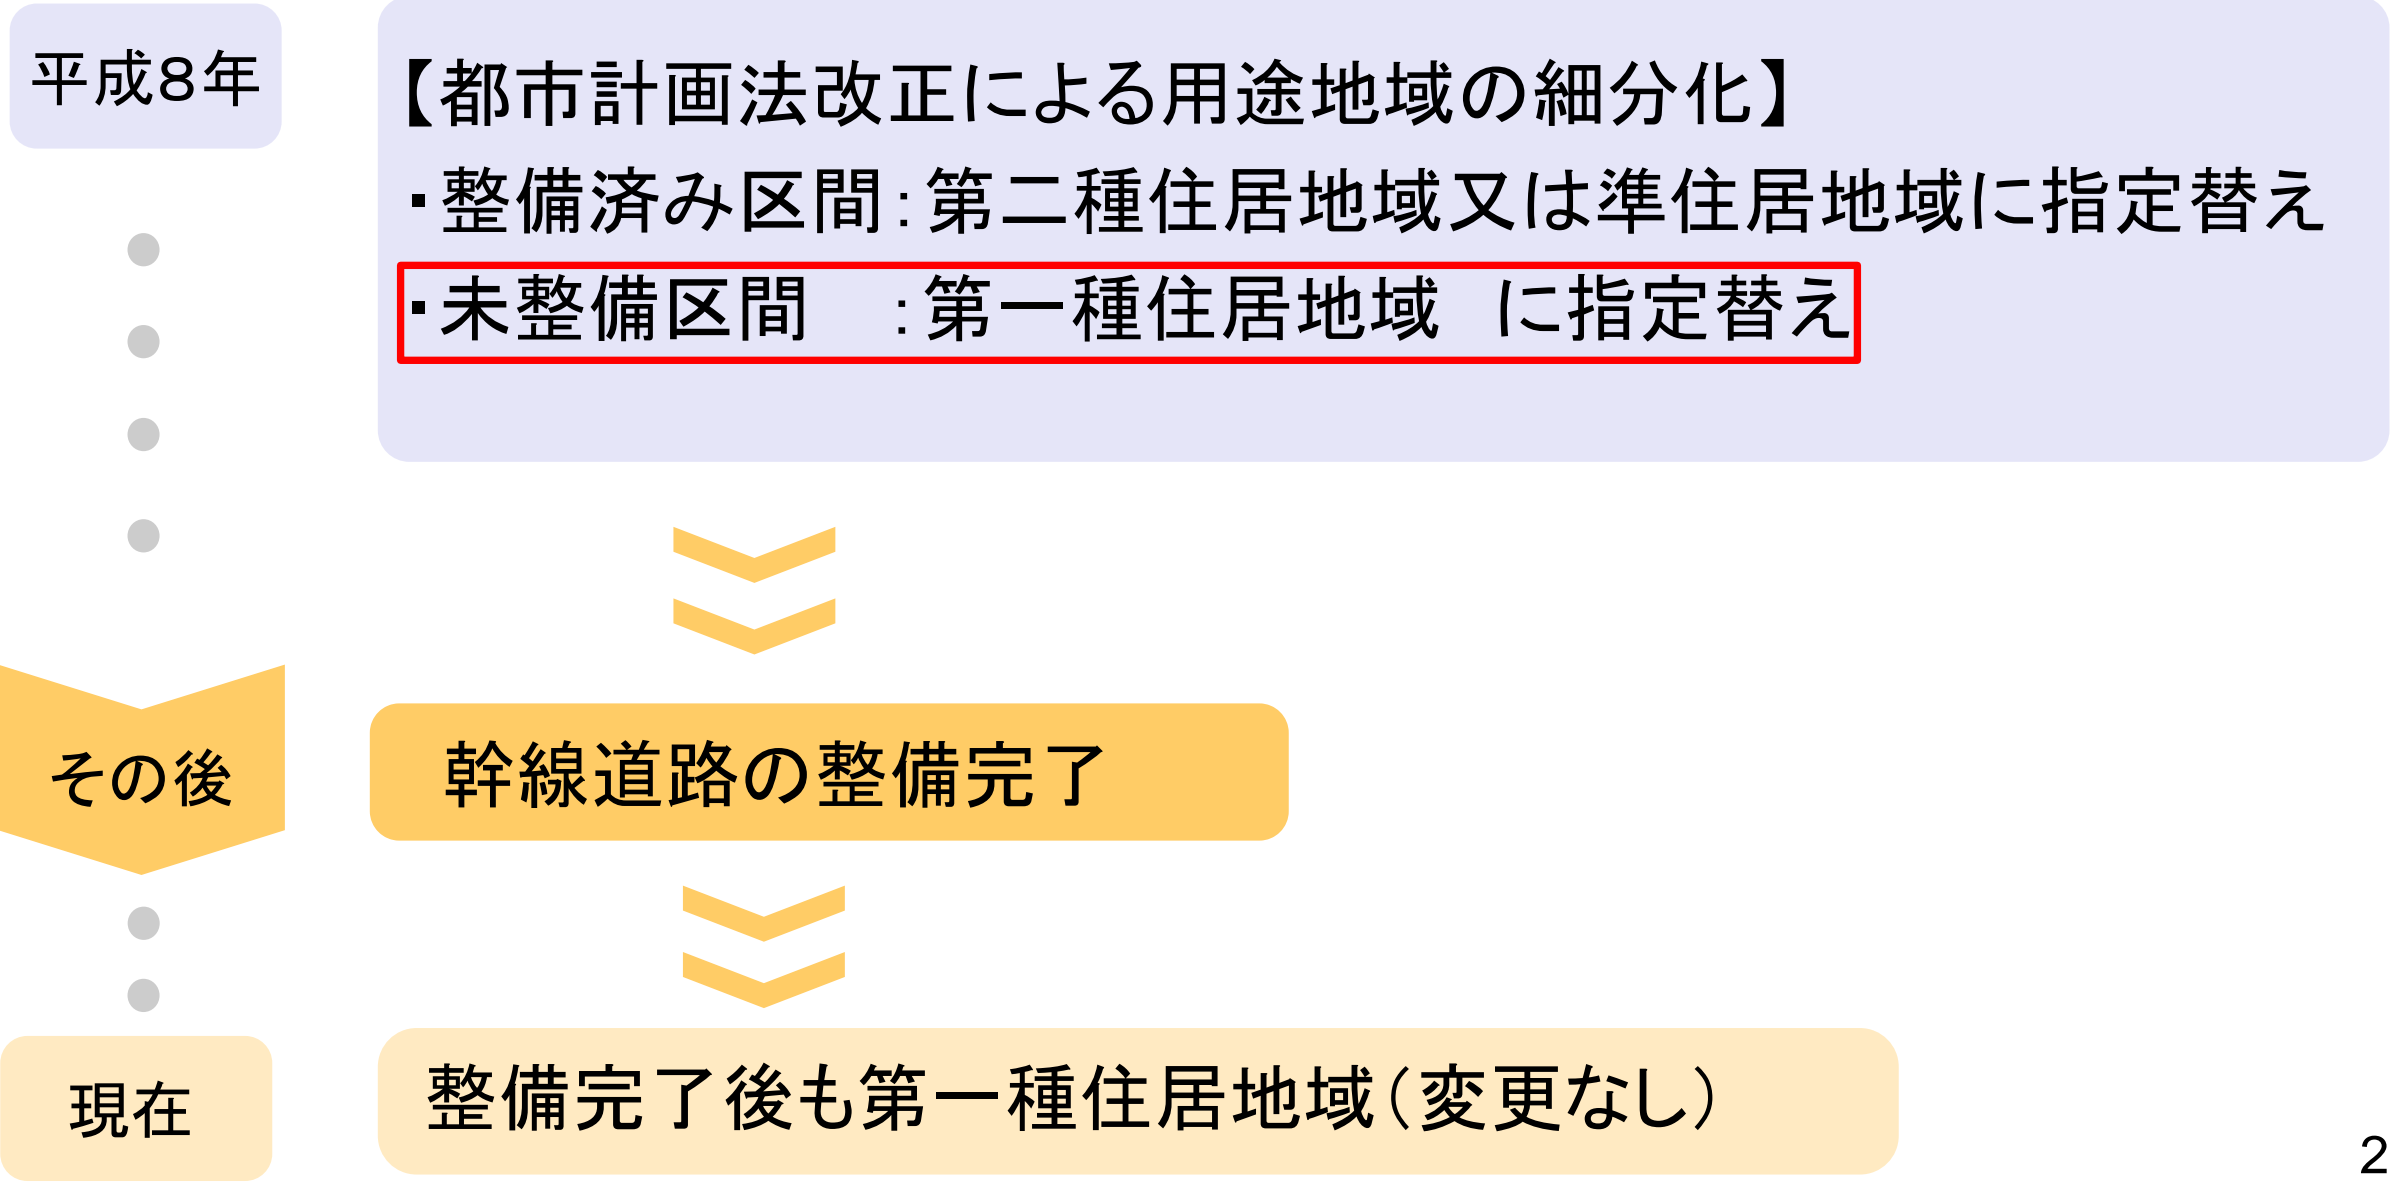 平成８年
【都市計画法改正による用途地域の細分化】
・整備済み区間：第二種住居地域又は準住居地域に指定替え
・未整備区間　：第一種住居地域　に指定替え
その後
幹線道路の整備完了
現在
整備完了後も第一種住居地域（変更なし）
2